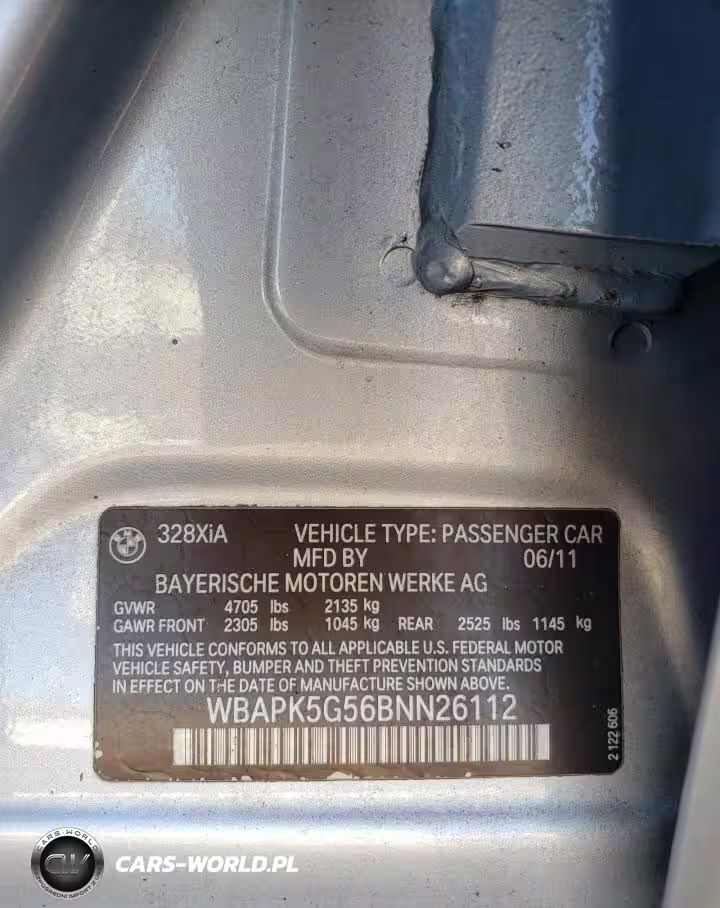 328XiA VEHICLE TYPE: PASSENGER CAR
MFD BY 06/11
BAYERISCHE MOTOREN WERKE AG
GVWR 4705 lbs 2135 kg
GAWR FRONT 2305 lbs 1045 kg REAR 2525 lbs 1145 kg
THIS VEHICLE CONFORMS TO ALL APPLICABLE U.S. FEDERAL MOTOR
VEHICLE SAFETY, BUMPER AND THEFT PREVENTION STANDARDS
IN EFFECT ON THE DATE OF MANUFACTURE SHOWN ABOVE.
WBAPK5G56BNN26112
2 122 606
CARS-WORLD
CW
CARS-WORLD.PL